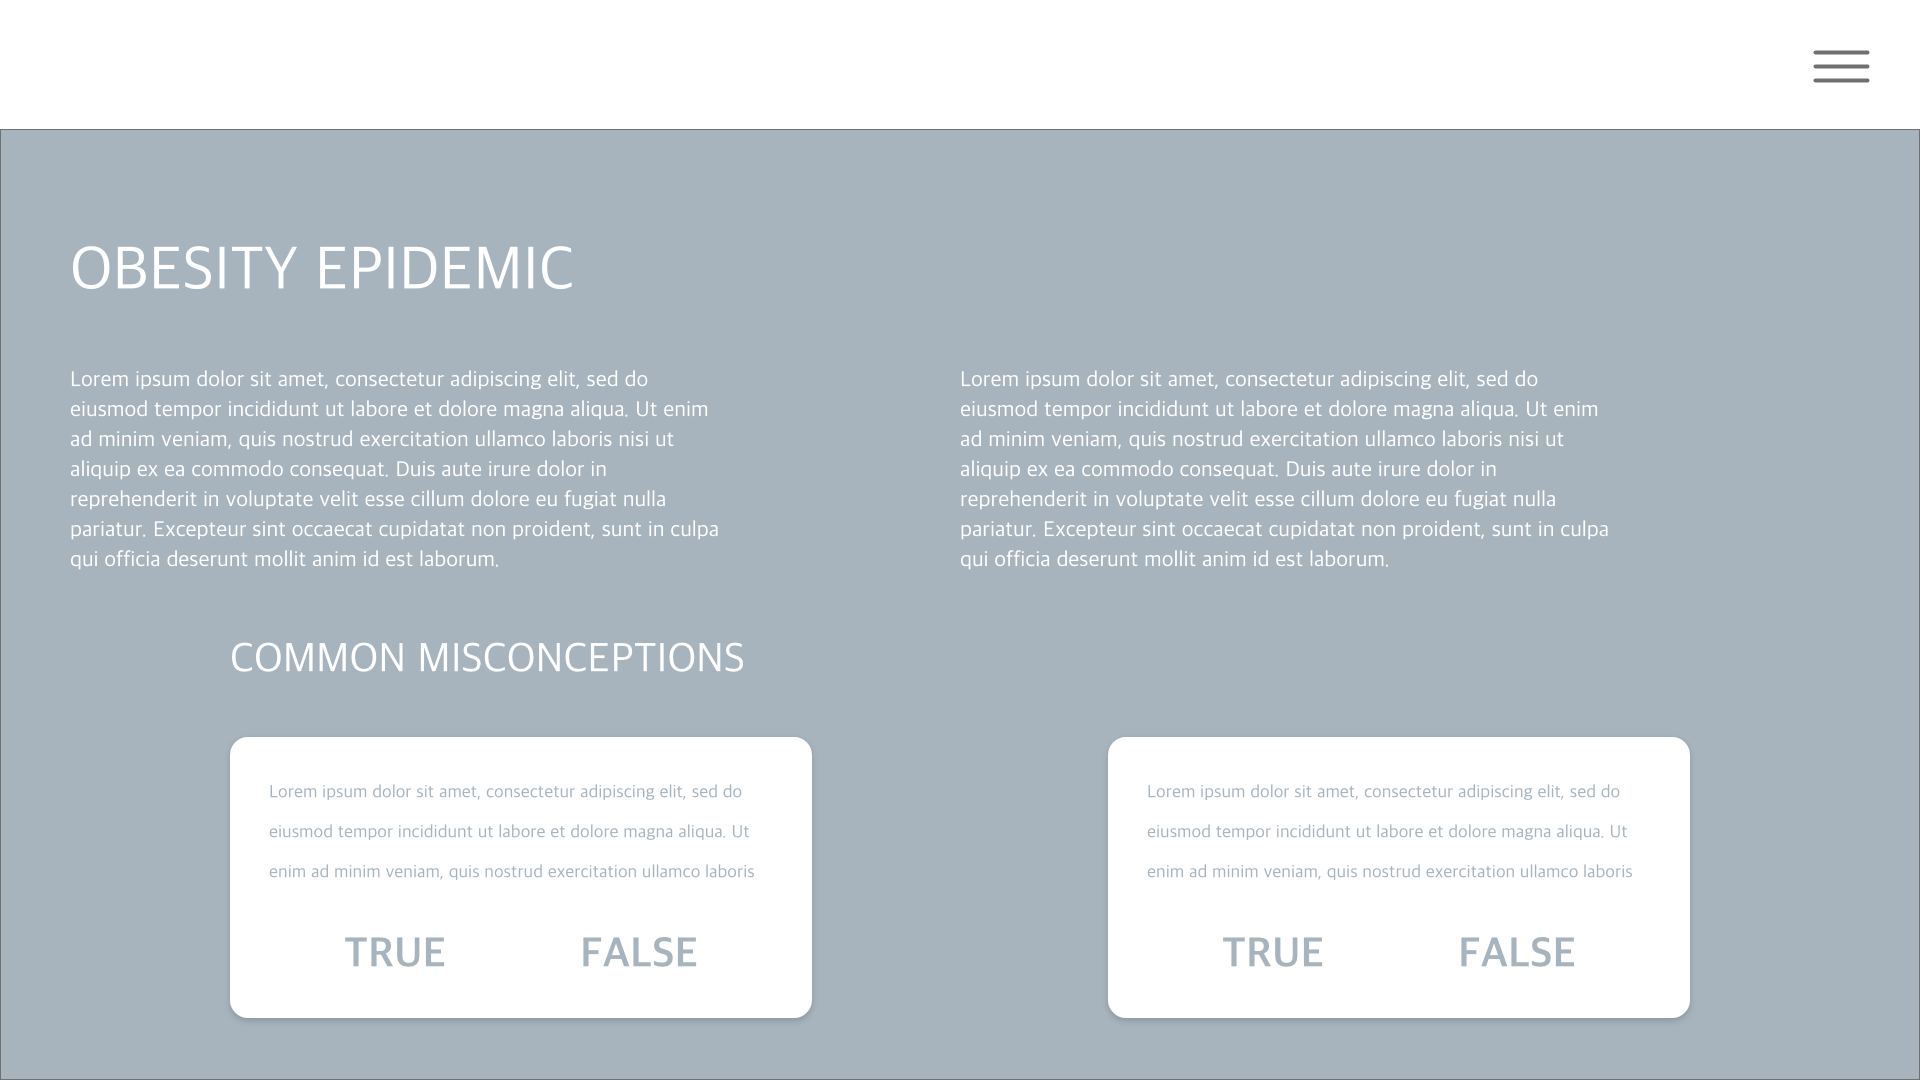 OBESITY EPIDEMIC
Lorem ipsum dolor sit amet, consectetur adipiscing elit, sed do
eiusmod tempor incididunt ut labore et dolore magna aliqua. Ut enim
ad minim veniam, quis nostrud exercitation ullamco laboris nisi ut
aliquip ex ea commodo consequat. Duis aute irure dolor in
reprehenderit in voluptate velit esse cillum dolore eu fugiat nulla
pariatur. Excepteur sint occaecat cupidatat non proident, sunt in culpa
qui officia deserunt mollit anim id est laborum.
Lorem ipsum dolor sit amet, consectetur adipiscing elit, sed do
eiusmod tempor incididunt ut labore et dolore magna aliqua. Ut enim
ad minim veniam, quis nostrud exercitation ullamco laboris nisi ut
aliquip ex ea commodo consequat. Duis aute irure dolor in
reprehenderit in voluptate velit esse cillum dolore eu fugiat nulla
pariatur. Excepteur sint occaecat cupidatat non proident, sunt in culpa
qui officia deserunt mollit anim id est laborum.
COMMON MISCONCEPTIONS
Lorem ipsum dolor sit amet, consectetur adipiscing elit, sed do
eiusmod tempor incididunt ut labore et dolore magna aliqua. Ut
enim ad minim veniam, quis nostrud exercitation ullamco laboris
TRUE FALSE
Lorem ipsum dolor sit amet, consectetur adipiscing elit, sed do
eiusmod tempor incididunt ut labore et dolore magna aliqua. Ut
enim ad minim veniam, quis nostrud exercitation ullamco laboris
TRUE FALSE